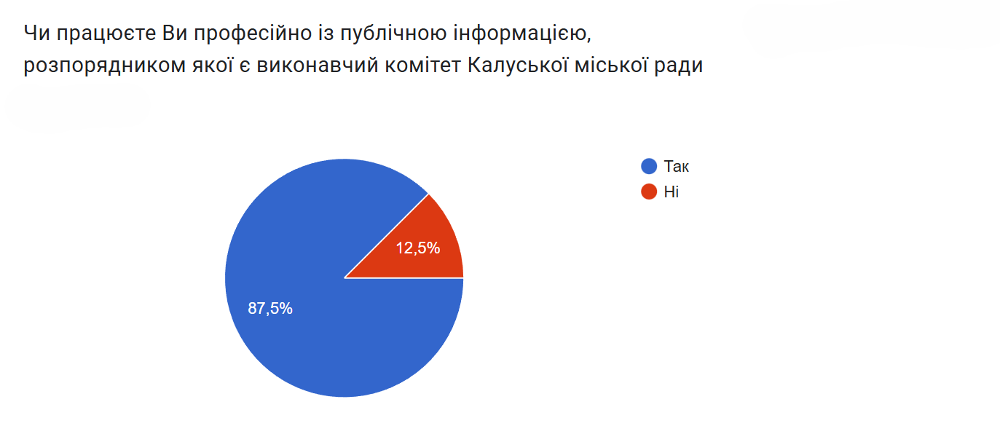 Чи працюєте Ви професійно із публічною інформацією,
розпорядником якої є виконавчий комітет Калуської міської ради
Так
Ні
12,5%
87,5%